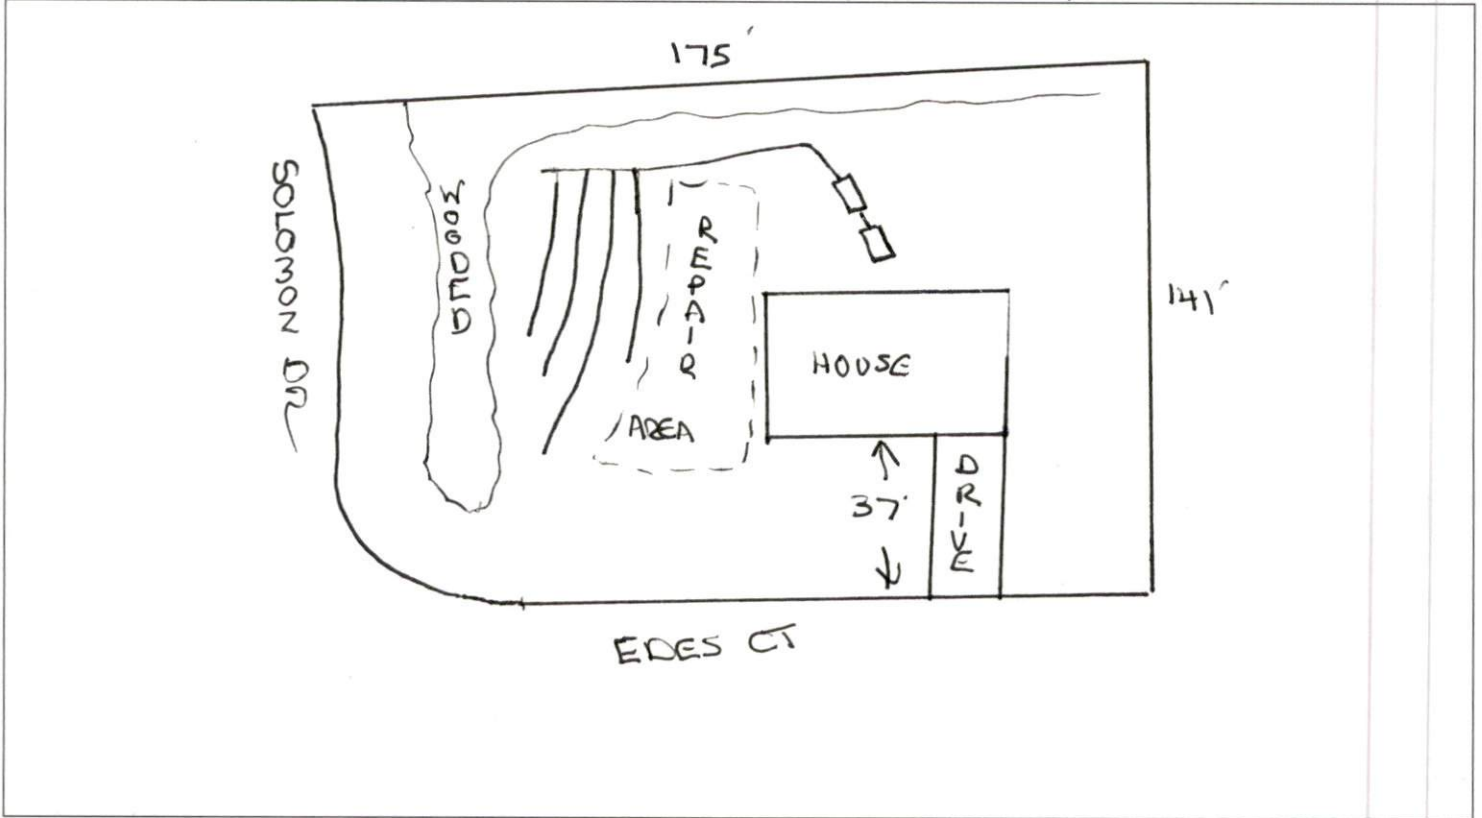 175'
SOLOMON DR
WOODED
REPAIR
AREA
HOUSE
141'
37'
DRIVE
EDES CT